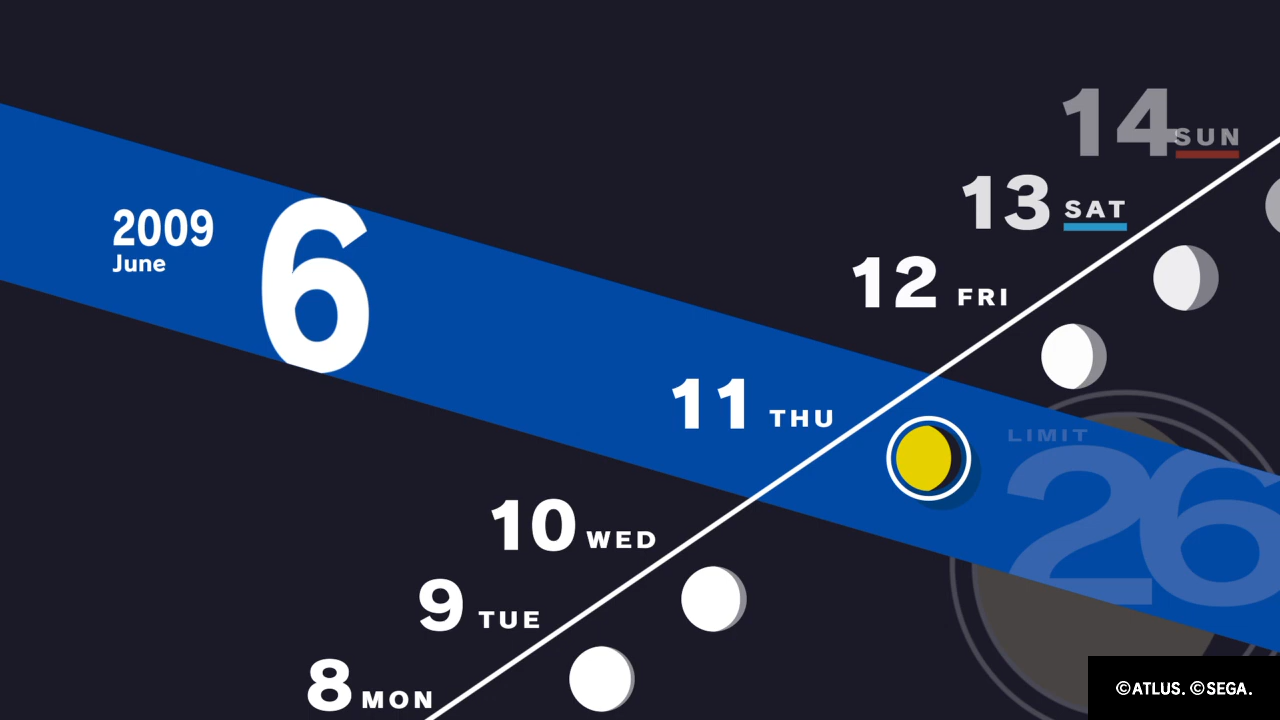 14 SUN
13 SAT
2009
June
6
12 FRI
11 THU
LIMIT
26
10 WED
9 TUE
8 MON
©ATLUS. ©SEGA.